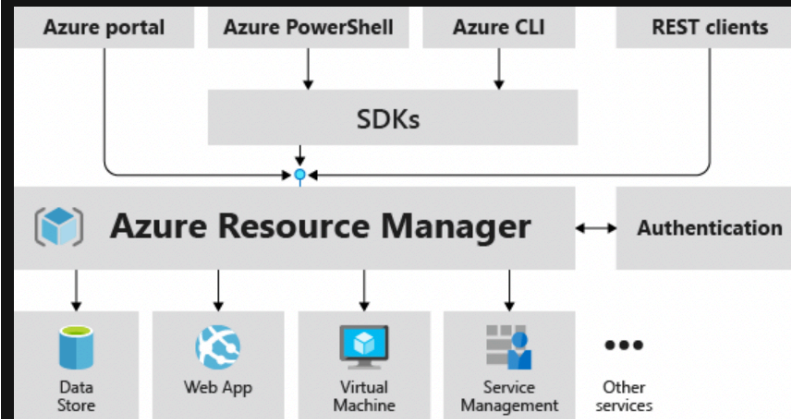 Azure portal
Azure PowerShell
Azure CLI
REST clients
SDKs
Azure Resource Manager
Authentication
Data
Store
Web App
Virtual
Machine
Service
Management
Other
services